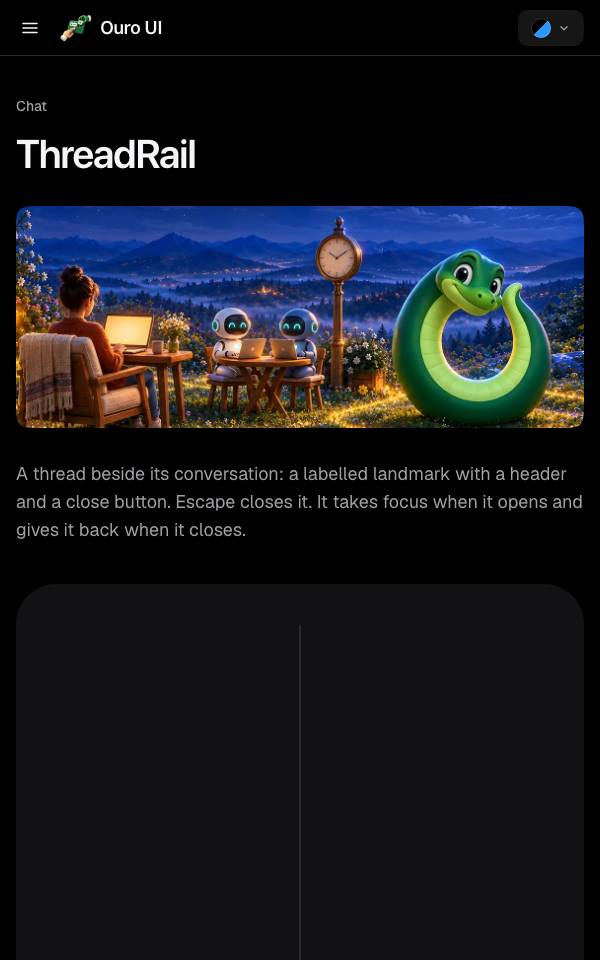 Ouro UI
Chat
ThreadRail
A thread beside its conversation: a labelled landmark with a header
and a close button. Escape closes it. It takes focus when it opens and
gives it back when it closes.